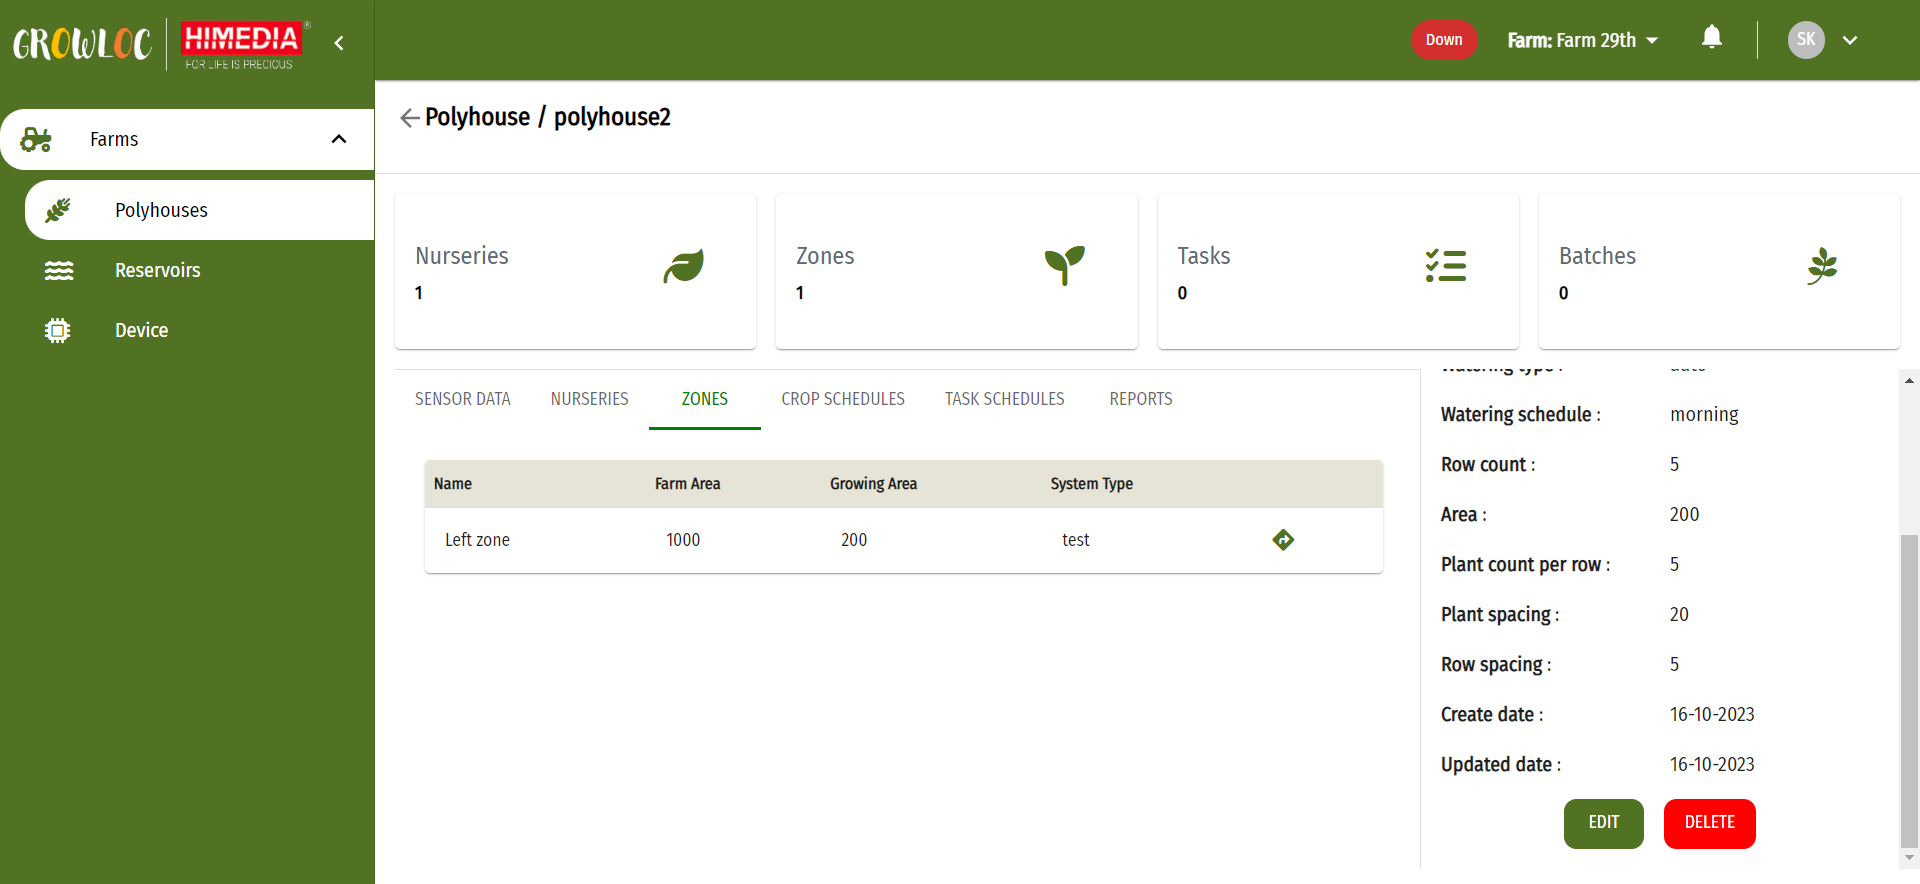 GROWLOC
HIMEDIA®
FOR LIFE IS PRECIOUS
Down
Farm: Farm 29th
SK
Farms
Polyhouses
Reservoirs
Device
Polyhouse / polyhouse2
Nurseries
1
Zones
1
Tasks
0
Batches
0
SENSOR DATA NURSERIES ZONES CROP SCHEDULES TASK SCHEDULES REPORTS
Name Farm Area Growing Area System Type
Left zone 1000 200 test
Watering type : auto
Watering schedule : morning
Row count : 5
Area : 200
Plant count per row : 5
Plant spacing : 20
Row spacing : 5
Create date : 16-10-2023
Updated date : 16-10-2023
EDIT DELETE